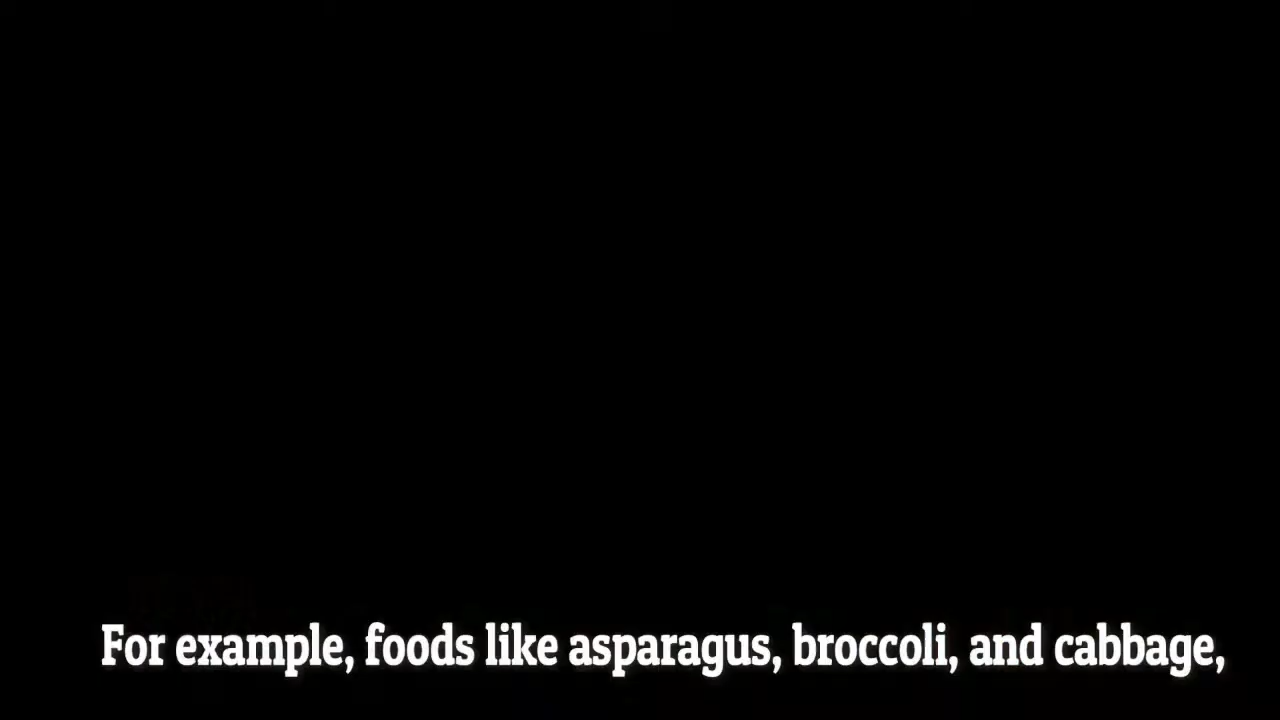 For example, foods like asparagus, broccoli, and cabbage,